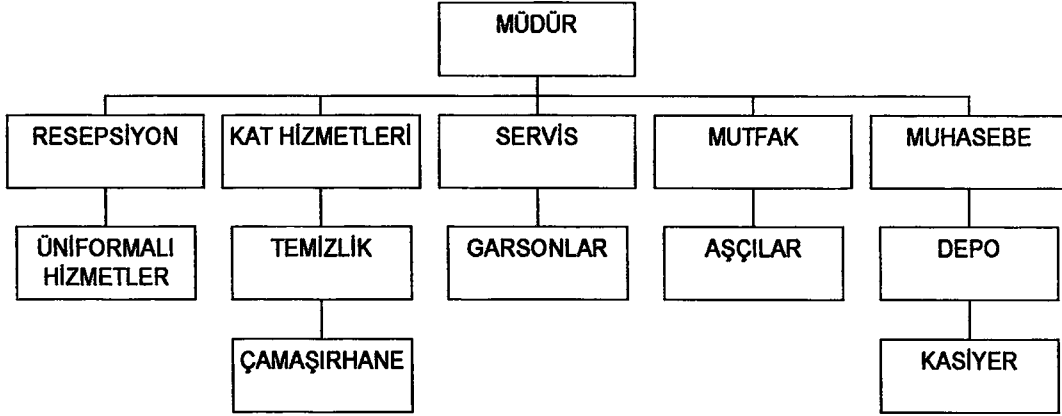 MÜDÜR
RESEPSİYON
KAT HİZMETLERİ
SERVİS
MUTFAK
MUHASEBE
ÜNİFORMALI
HİZMETLER
TEMİZLİK
GARSONLAR
AŞÇILAR
DEPO
ÇAMAŞIRHANE
KASİYER